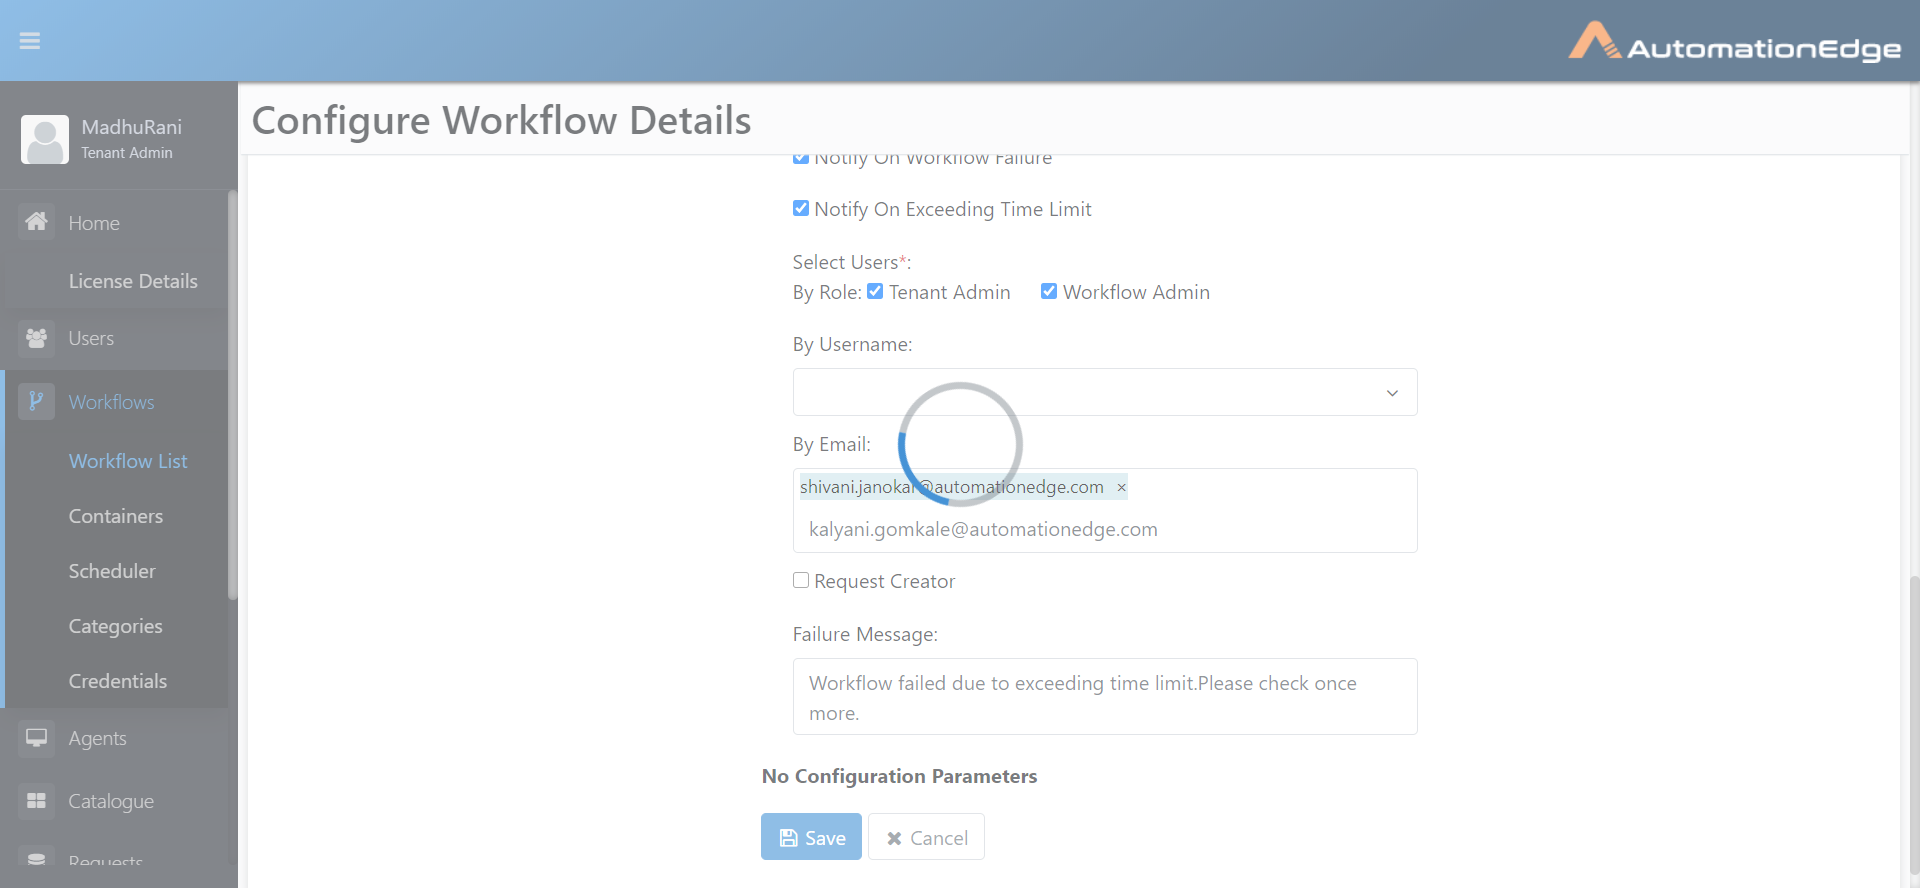 AutomationEdge
MadhuRani
Tenant Admin
Home
License Details
Users
Workflows
Workflow List
Containers
Scheduler
Categories
Credentials
Agents
Catalogue
Requests
Configure Workflow Details
Notify On Workflow Failure
Notify On Exceeding Time Limit
Select Users*:
By Role: Tenant Admin Workflow Admin
By Username:
By Email:
shivani.janokar@automationedge.com ×
kalyani.gomkale@automationedge.com
Request Creator
Failure Message:
Workflow failed due to exceeding time limit.Please check once
more.
No Configuration Parameters
Save Cancel